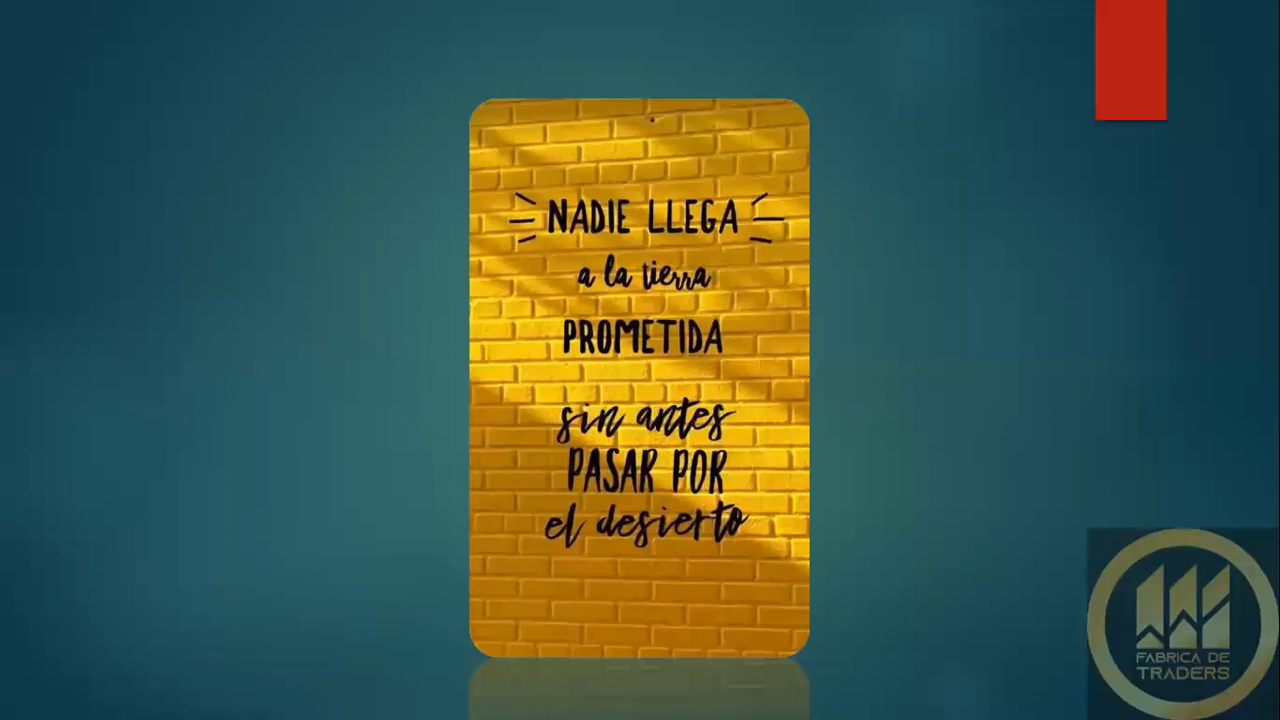 NADIE LLEGA
a la tierra
PROMETIDA
sin antes
PASAR POR
el desierto
FABRICA DE
TRADERS